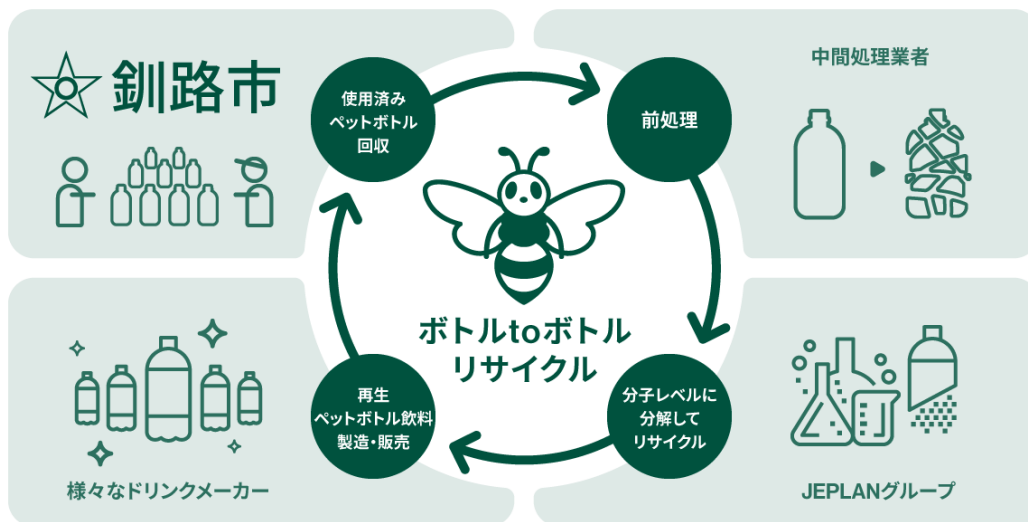 釧路市
使用済み
ペットボトル
回収
前処理
中間処理業者
ボトルtoボトル
リサイクル
分子レベルに
分解して
リサイクル
JEPLANグループ
再生
ペットボトル飲料
製造・販売
様々なドリンクメーカー